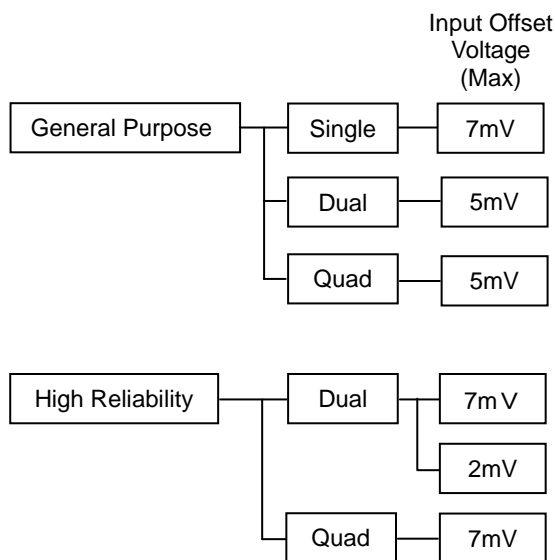 Input Offset
Voltage
(Max)
General Purpose Single 7mV
Dual 5mV
Quad 5mV
High Reliability Dual 7mV
2mV
Quad 7mV